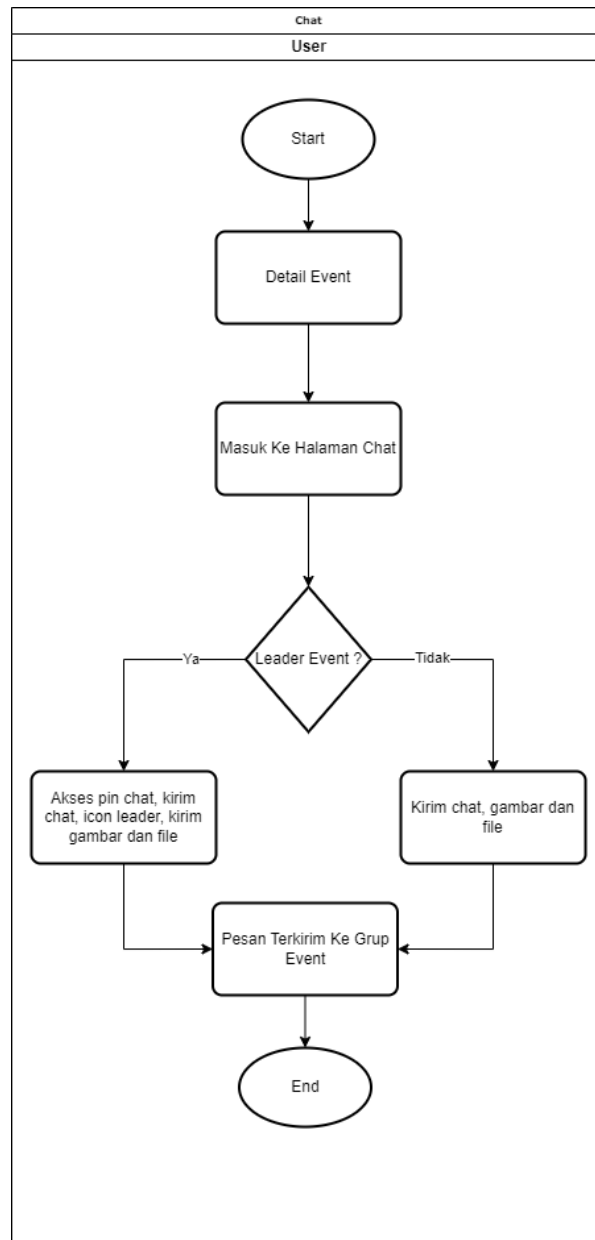 Chat
User
Start
Detail Event
Masuk Ke Halaman Chat
Leader Event ?
Ya
Tidak
Akses pin chat, kirim
chat, icon leader, kirim
gambar dan file
Kirim chat, gambar dan
file
Pesan Terkirim Ke Grup
Event
End